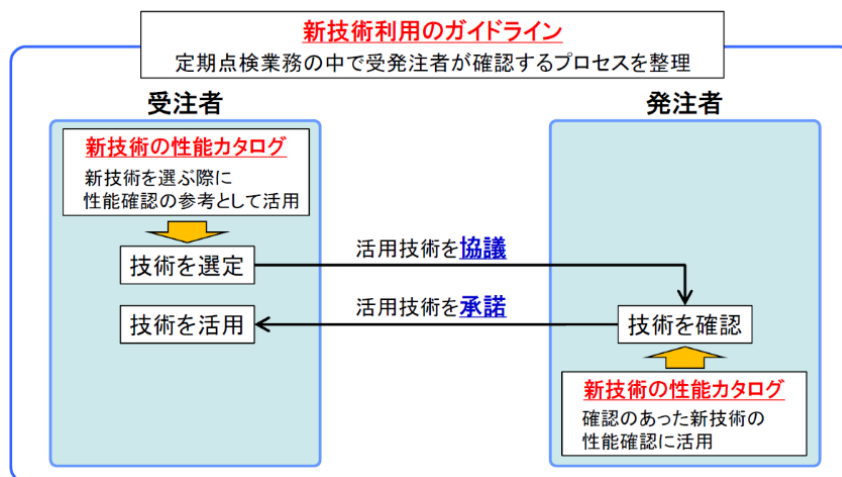 新技術利用のガイドライン
定期点検業務の中で受発注者が確認するプロセスを整理
受注者
発注者
新技術の性能カタログ
新技術を選ぶ際に
性能確認の参考として活用
技術を選定
活用技術を協議
技術を活用
活用技術を承諾
技術を確認
新技術の性能カタログ
確認のあった新技術の
性能確認に活用